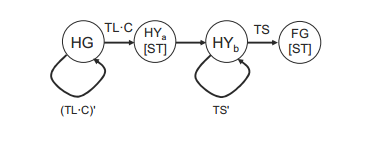 TL·C
TS
HG
HYa
[ST]
HYb
FG
[ST]
(TL·C)'
TS'